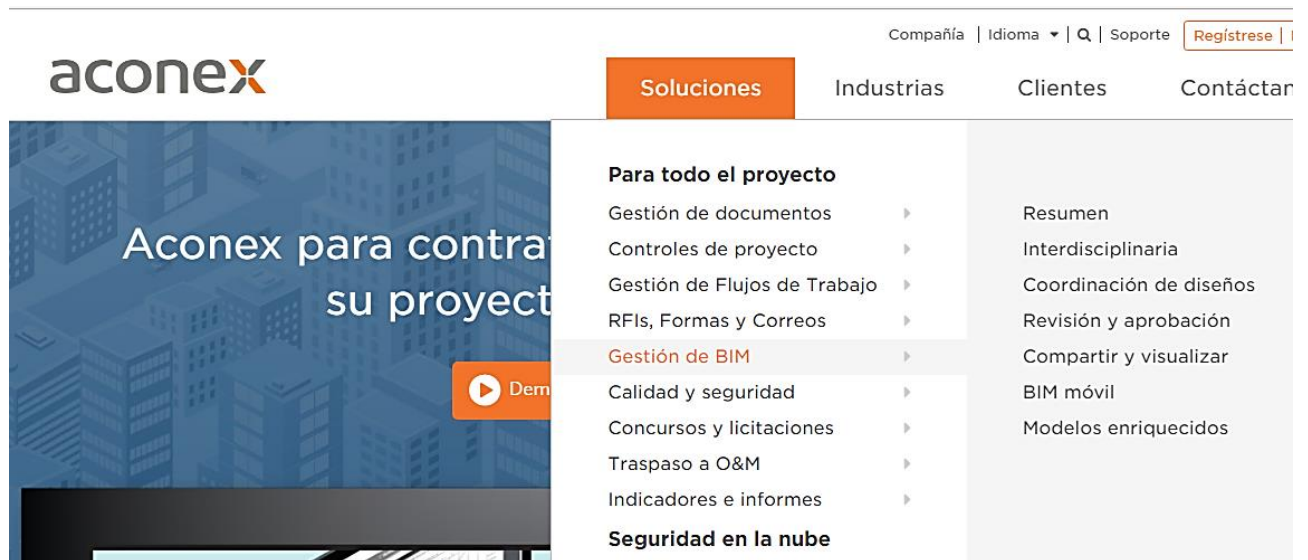 Compañía | Idioma | Soporte Regístrese |
aconex
Soluciones Industrias Clientes
Para todo el proyecto
Gestión de documentos
Controles de proyecto
Gestión de Flujos de Trabajo
RFIs, Formas y Correos
Gestión de BIM
Calidad y seguridad
Concursos y licitaciones
Traspaso a O&M
Indicadores e informes
Seguridad en la nube
Resumen
Interdisciplinaria
Coordinación de diseños
Revisión y aprobación
Compartir y visualizar
BIM móvil
Modelos enriquecidos
Aconex para
su